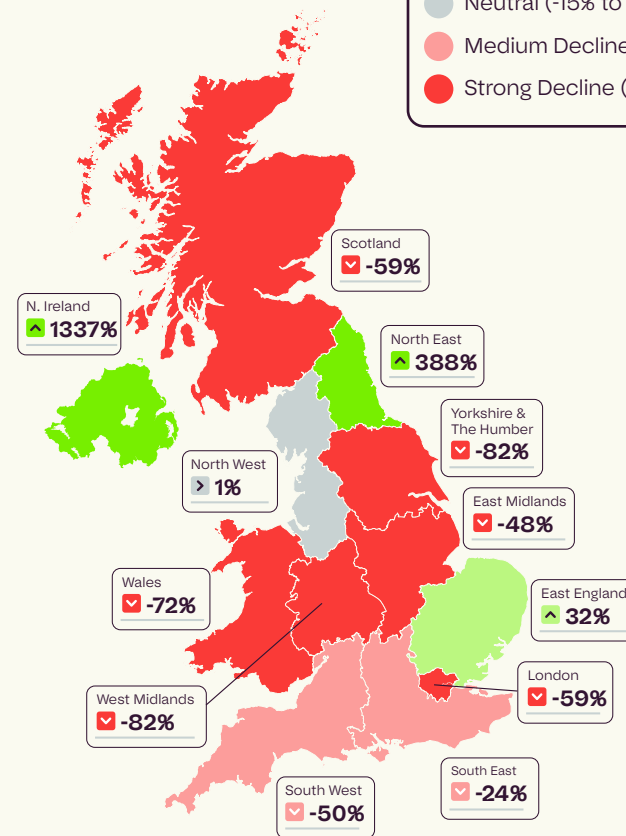 Neutral (-15% to
Medium Decline
Strong Decline (
Scotland
-59%
N. Ireland
1337%
North East
388%
Yorkshire &
The Humber
-82%
North West
1%
East Midlands
-48%
Wales
-72%
East England
32%
London
-59%
West Midlands
-82%
South East
-24%
South West
-50%